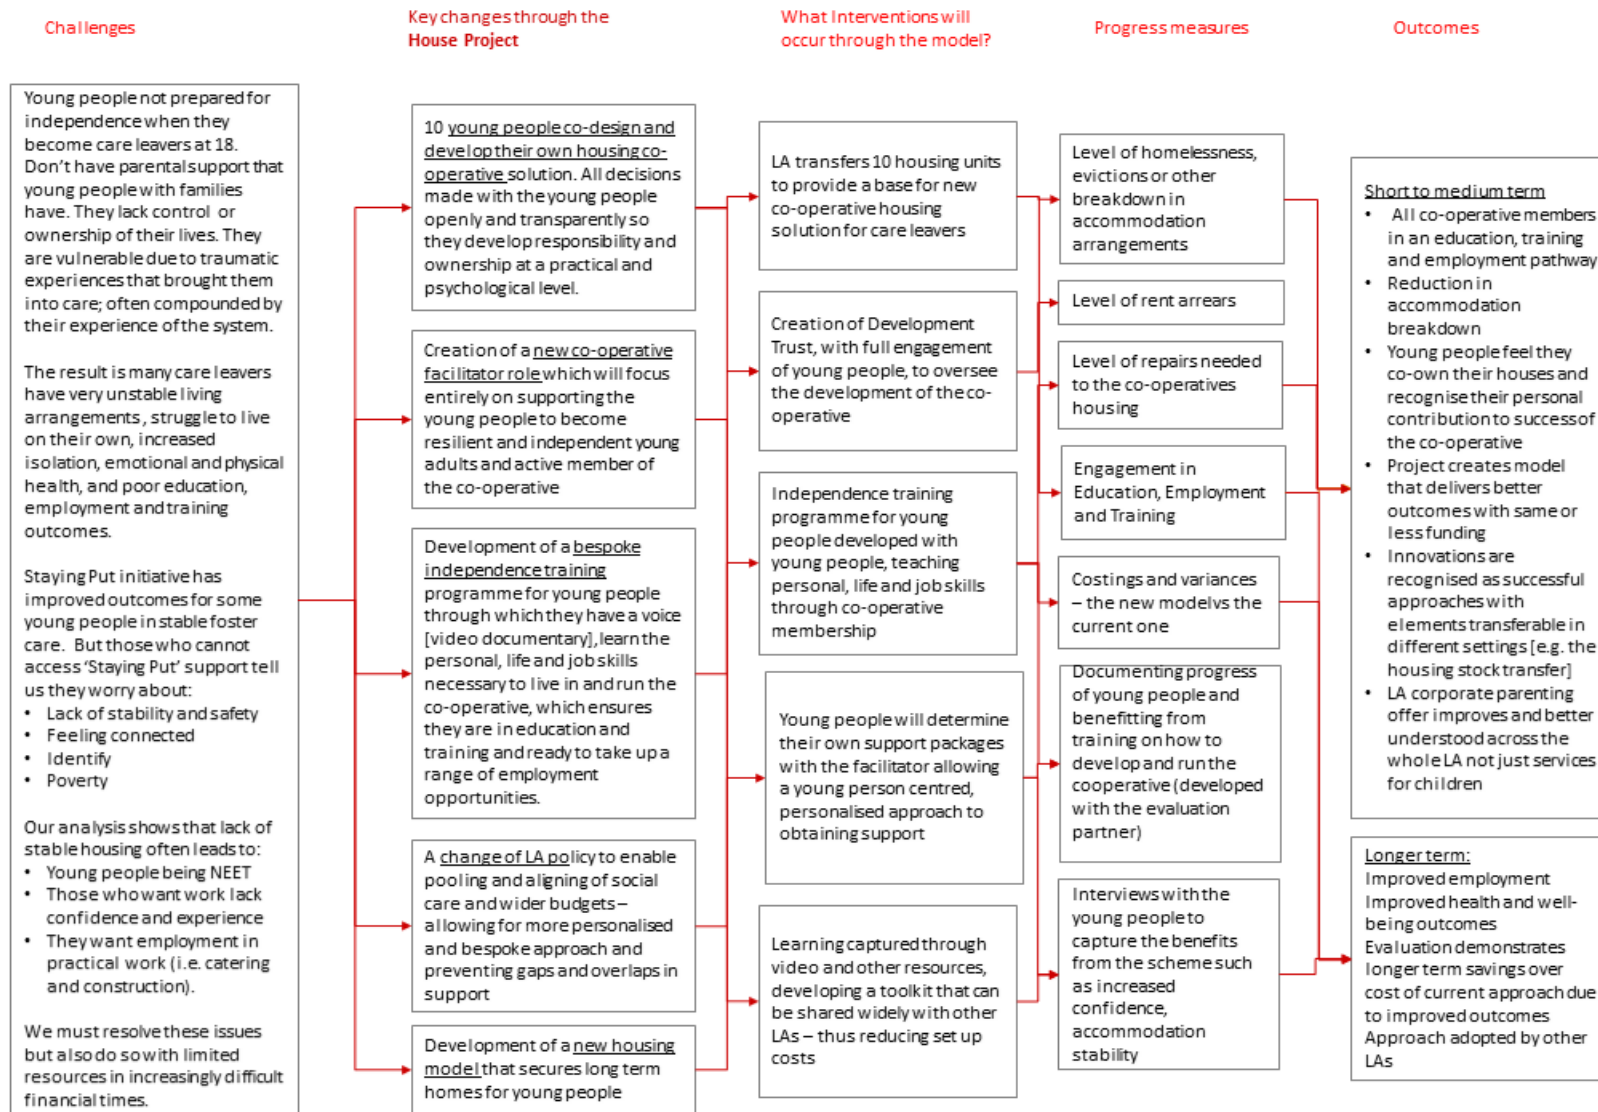 Challenges
Key changes through the
House Project
What Interventions will
occur through the model?
Progress measures
Outcomes
Young people not prepared for
independence when they
become care leavers at 18.
Don't have parental support that
young people with families
have. They lack control or
ownership of their lives. They
are vulnerable due to traumatic
experiences that brought them
into care; often compounded by
their experience of the system.
The result is many care leavers
have very unstable living
arrangements, struggle to live
on their own, increased
isolation, emotional and physical
health, and poor education,
employment and training
outcomes.
Staying Put initiative has
improved outcomes for some
young people in stable foster
care. But those who cannot
access 'Staying Put' support tell
us they worry about:
• Lack of stability and safety
• Feeling connected
• Identify
• Poverty
Our analysis shows that lack of
stable housing often leads to:
• Young people being NEET
• Those who want work lack
confidence and experience
• They want employment in
practical work (i.e. catering
and construction).
We must resolve these issues
but also do so with limited
resources in increasingly difficult
financial times.
10 young people co-design and
develop their own housing co-
operative solution. All decisions
made with the young people
openly and transparently so
they develop responsibility and
ownership at a practical and
psychological level.
Creation of a new co-operative
facilitator role which will focus
entirely on supporting the
young people to become
resilient and independent young
adults and active member of
the co-operative
Development of a bespoke
independence training
programme for young people
through which they have a voice
[video documentary], learn the
personal, life and job skills
necessary to live in and run the
co-operative, which ensures
they are in education and
training and ready to take up a
range of employment
opportunities.
A change of LA policy to enable
pooling and aligning of social
care and wider budgets –
allowing for more personalised
and bespoke approach and
preventing gaps and overlaps in
support
Development of a new housing
model that secures long term
homes for young people
LA transfers 10 housing units
to provide a base for new
co-operative housing
solution for care leavers
Creation of Development
Trust, with full engagement
of young people, to oversee
the development of the co-
operative
Independence training
programme for young
people developed with
young people, teaching
personal, life and job skills
through co-operative
membership
Young people will determine
their own support packages
with the facilitator allowing
a young person centred,
personalised approach to
obtaining support
Learning captured through
video and other resources,
developing a toolkit that can
be shared widely with other
LAs – thus reducing set up
costs
Level of homelessness,
evictions or other
breakdown in
accommodation
arrangements
Level of rent arrears
Level of repairs needed
to the co-operatives
housing
Engagement in
Education, Employment
and Training
Costings and variances
– the new model vs the
current one
Documenting progress
of young people and
benefitting from
training on how to
develop and run the
cooperative (developed
with the evaluation
partner)
Interviews with the
young people to
capture the benefits
from the scheme such
as increased
confidence,
accommodation
stability
Short to medium term
• All co-operative members
in an education, training
and employment pathway
• Reduction in
accommodation
breakdown
• Young people feel they
co-own their houses and
recognise their personal
contribution to success of
the co-operative
• Project creates model
that delivers better
outcomes with same or
less funding
• Innovations are
recognised as successful
approaches with
elements transferable in
different settings [e.g. the
housing stock transfer]
• LA corporate parenting
offer improves and better
understood across the
whole LA not just services
for children
Longer term:
Improved employment
Improved health and well-
being outcomes
Evaluation demonstrates
longer term savings over
cost of current approach due
to improved outcomes
Approach adopted by other
LAs